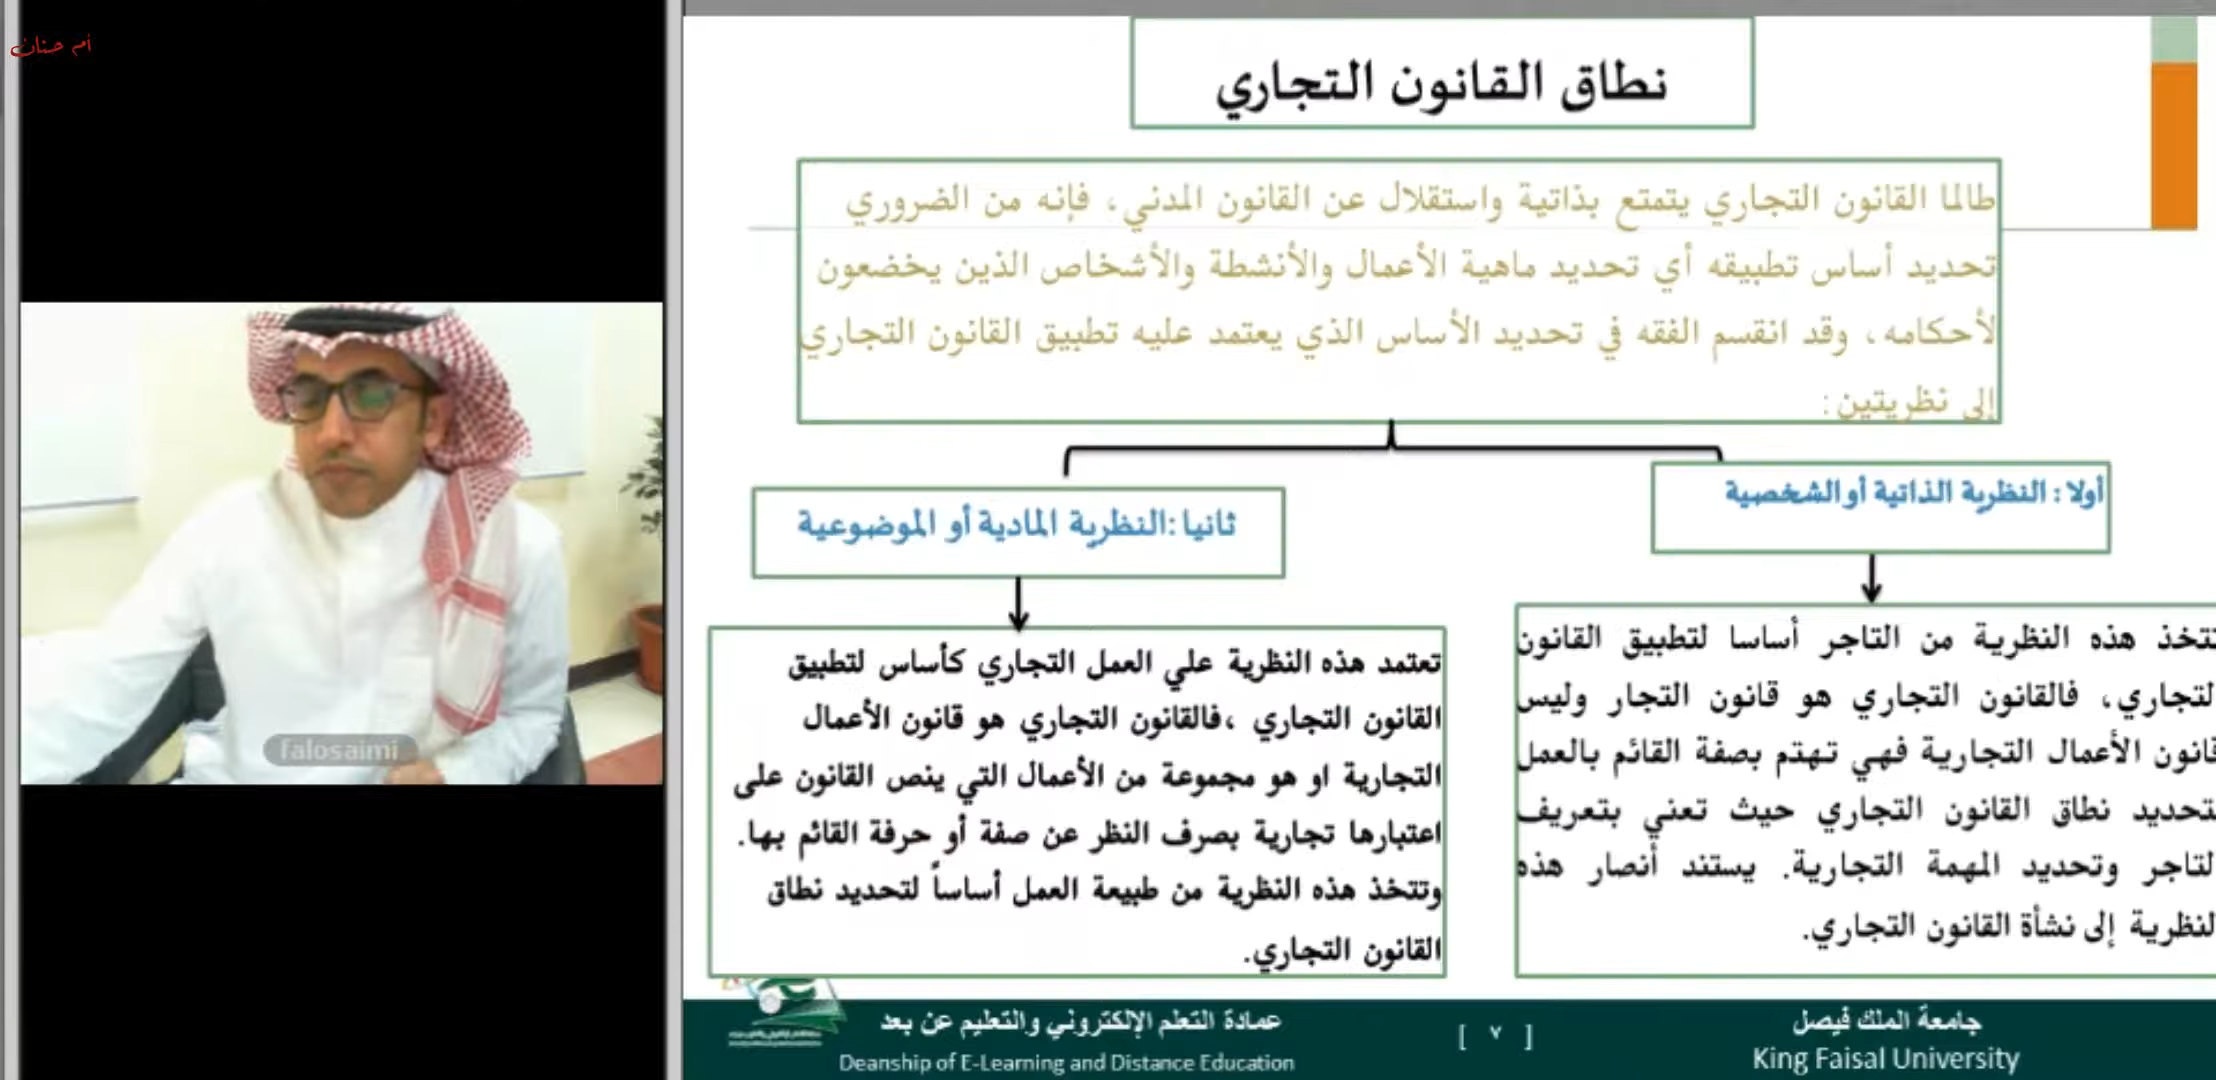 أم حنان
نطاق القانون التجاري
طالما القانون التجاري يتمتع بذاتية واستقلال عن القانون المدني، فإنه من الضروري
تحديد أساس تطبيقه أي تحديد ماهية الأعمال والأنشطة والأشخاص الذين يخضعون
لأحكامه، وقد انقسم الفقه في تحديد الأساس الذي يعتمد عليه تطبيق القانون التجاري
إلى نظريتين:
أولا: النظرية الذاتية أو الشخصية
تتخذ هذه النظرية من التاجر أساسا لتطبيق القانون
لتجاري، فالقانون التجاري هو قانون التجار وليس
قانون الأعمال التجارية فهي تهتم بصفة القائم بالعمل
لتحديد نطاق القانون التجاري حيث تعني بتعريف
لتاجر وتحديد المهمة التجارية. يستند أنصار هذه
لنظرية إلى نشأة القانون التجاري.
ثانيا: النظرية المادية أو الموضوعية
تعتمد هذه النظرية علي العمل التجاري كأساس لتطبيق
القانون التجاري ،فالقانون التجاري هو قانون الأعمال
التجارية او هو مجموعة من الأعمال التي ينص القانون على
اعتبارها تجارية بصرف النظر عن صفة أو حرفة القائم بها.
وتتخذ هذه النظرية من طبيعة العمل أساساً لتحديد نطاق
القانون التجاري.
falosaimi
جامعة الملك فيصل
King Faisal University
[ ٧ ]
عمادة التعلم الإلكتروني والتعليم عن بعد
Deanship of E-Learning and Distance Education